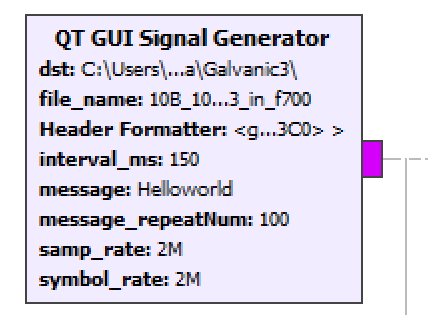 QT GUI Signal Generator
dst: C:\Users\...a\Galvanic3\
file_name: 10B_10...3_in_f700
Header Formatter: <g...3C0> >
interval_ms: 150
message: Helloworld
message_repeatNum: 100
samp_rate: 2M
symbol_rate: 2M